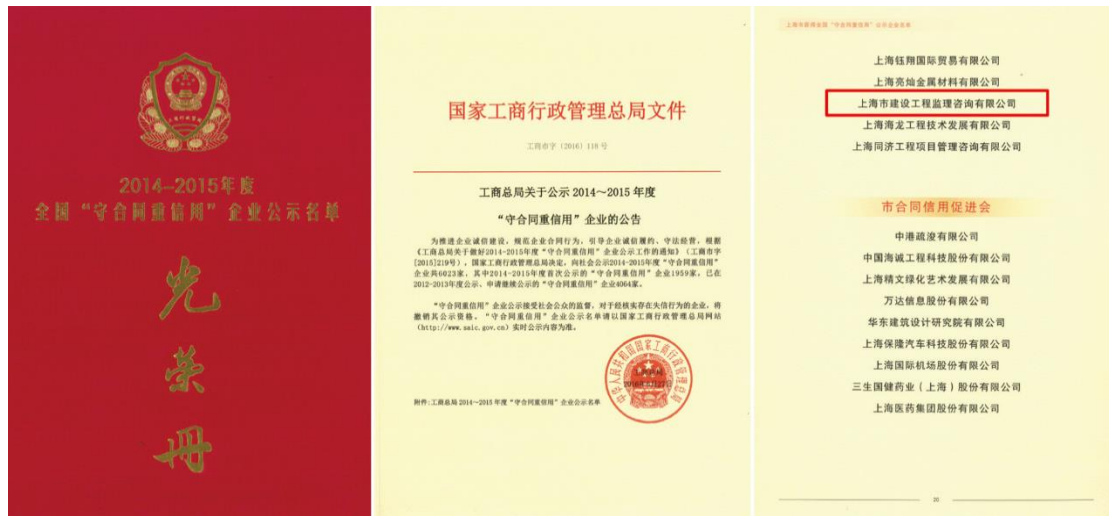 2014—2015年度
全国“守合同重信用”企业公示名单
光
荣
册
国家工商行政管理总局文件
工商市字〔2016〕118号
工商总局关于公示2014～2015年度
“守合同重信用”企业的公告
为推进企业诚信建设，规范企业合同行为，引导企业诚信履约、守法经营，根据
《工商总局关于做好2014-2015年度“守合同重信用”企业公示工作的通知》（工商市字
[2015]219号），国家工商行政管理总局决定，向社会公示2014-2015年度“守合同重信用”
企业共6023家，其中2014-2015年度首次公示的“守合同重信用”企业1959家，已在
2012-2013年度公示、申请继续公示的“守合同重信用”企业4064家。
“守合同重信用”企业公示接受社会公众的监督，对于经核实存在失信行为的企业，将
撤销其公示资格。“守合同重信用”企业公示名单请以国家工商行政管理总局网站
（http://www.saic.gov.cn）实时公示内容为准。
中华人民共和国国家工商行政管理总局
附件：工商总局2014—2015年度“守合同重信用”企业公示名单
上海钰翔国际贸易有限公司
上海亮灿金属材料有限公司
上海市建设工程监理咨询有限公司
上海海龙工程技术发展有限公司
上海同济工程项目管理咨询有限公司
市合同信用促进会
中港疏浚有限公司
中国海诚工程科技股份有限公司
上海精文绿化艺术发展有限公司
万达信息股份有限公司
华东建筑设计研究院有限公司
上海保隆汽车科技股份有限公司
上海国际机场股份有限公司
三生国健药业（上海）股份有限公司
上海医药集团股份有限公司